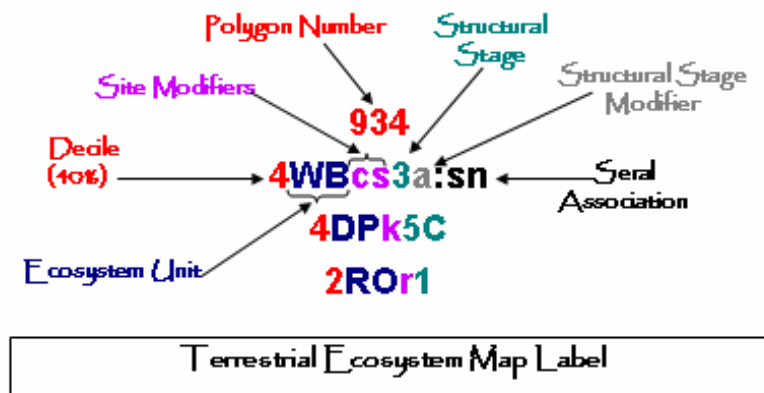 Polygon Number
Structural
Stage
Site Modifiers
Structural Stage
Modifier
934
Decile
(40%)
4WBcs3a:sn
Seral
Association
4DPk5C
Ecosystem Unit
2ROr1
Terrestrial Ecosystem Map Label